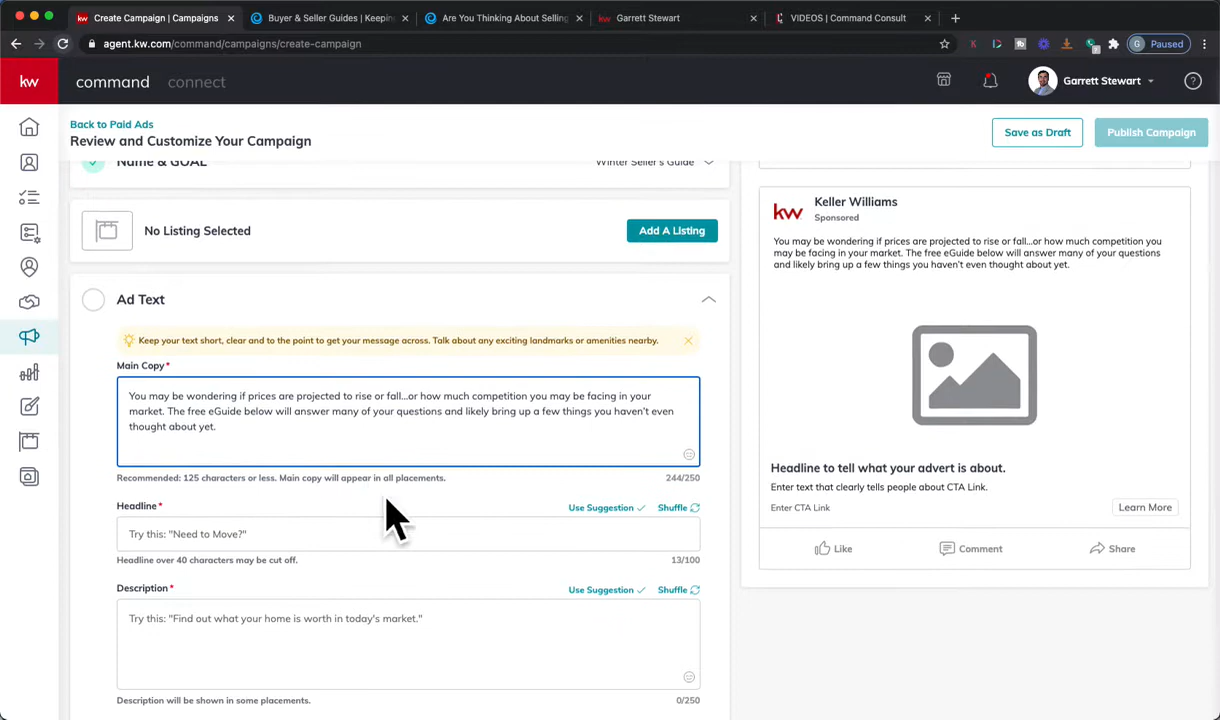 Create Campaign | Campaigns
Buyer & Seller Guides | Keeping
Are You Thinking About Selling
Garrett Stewart
VIDEOS | Command Consult
agent.kw.com/command/campaigns/create-campaign
Paused
kw
command
connect
Garrett Stewart
Back to Paid Ads
Review and Customize Your Campaign
Save as Draft
Publish Campaign
Name & GOAL
Winter Seller's Guide
No Listing Selected
Add A Listing
Ad Text
Keep your text short, clear and to the point to get your message across. Talk about any exciting landmarks or amenities nearby.
Main Copy*
You may be wondering if prices are projected to rise or fall...or how much competition you may be facing in your
market. The free eGuide below will answer many of your questions and likely bring up a few things you haven't even
thought about yet.
Recommended: 125 characters or less. Main copy will appear in all placements.
244/250
Headline*
Use Suggestion
Shuffle
Try this: "Need to Move?"
Headline over 40 characters may be cut off.
13/100
Description*
Use Suggestion
Shuffle
Try this: "Find out what your home is worth in today's market."
Description will be shown in some placements.
0/250
kw
Keller Williams
Sponsored
You may be wondering if prices are projected to rise or fall...or how much competition you
may be facing in your market. The free eGuide below will answer many of your questions
and likely bring up a few things you haven't even thought about yet.
Headline to tell what your advert is about.
Enter text that clearly tells people about CTA Link.
Enter CTA Link
Learn More
Like
Comment
Share